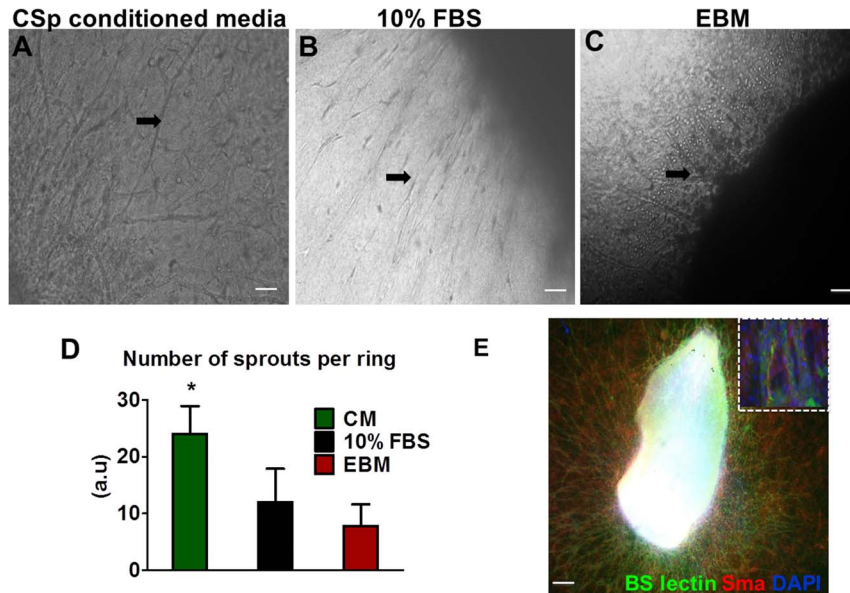 CSp conditioned media 10% FBS EBM
A B C
D E
Number of sprouts per ring
*
30
20
10
0
(a.u)
CM
10% FBS
EBM
BS lectin Sma DAPI